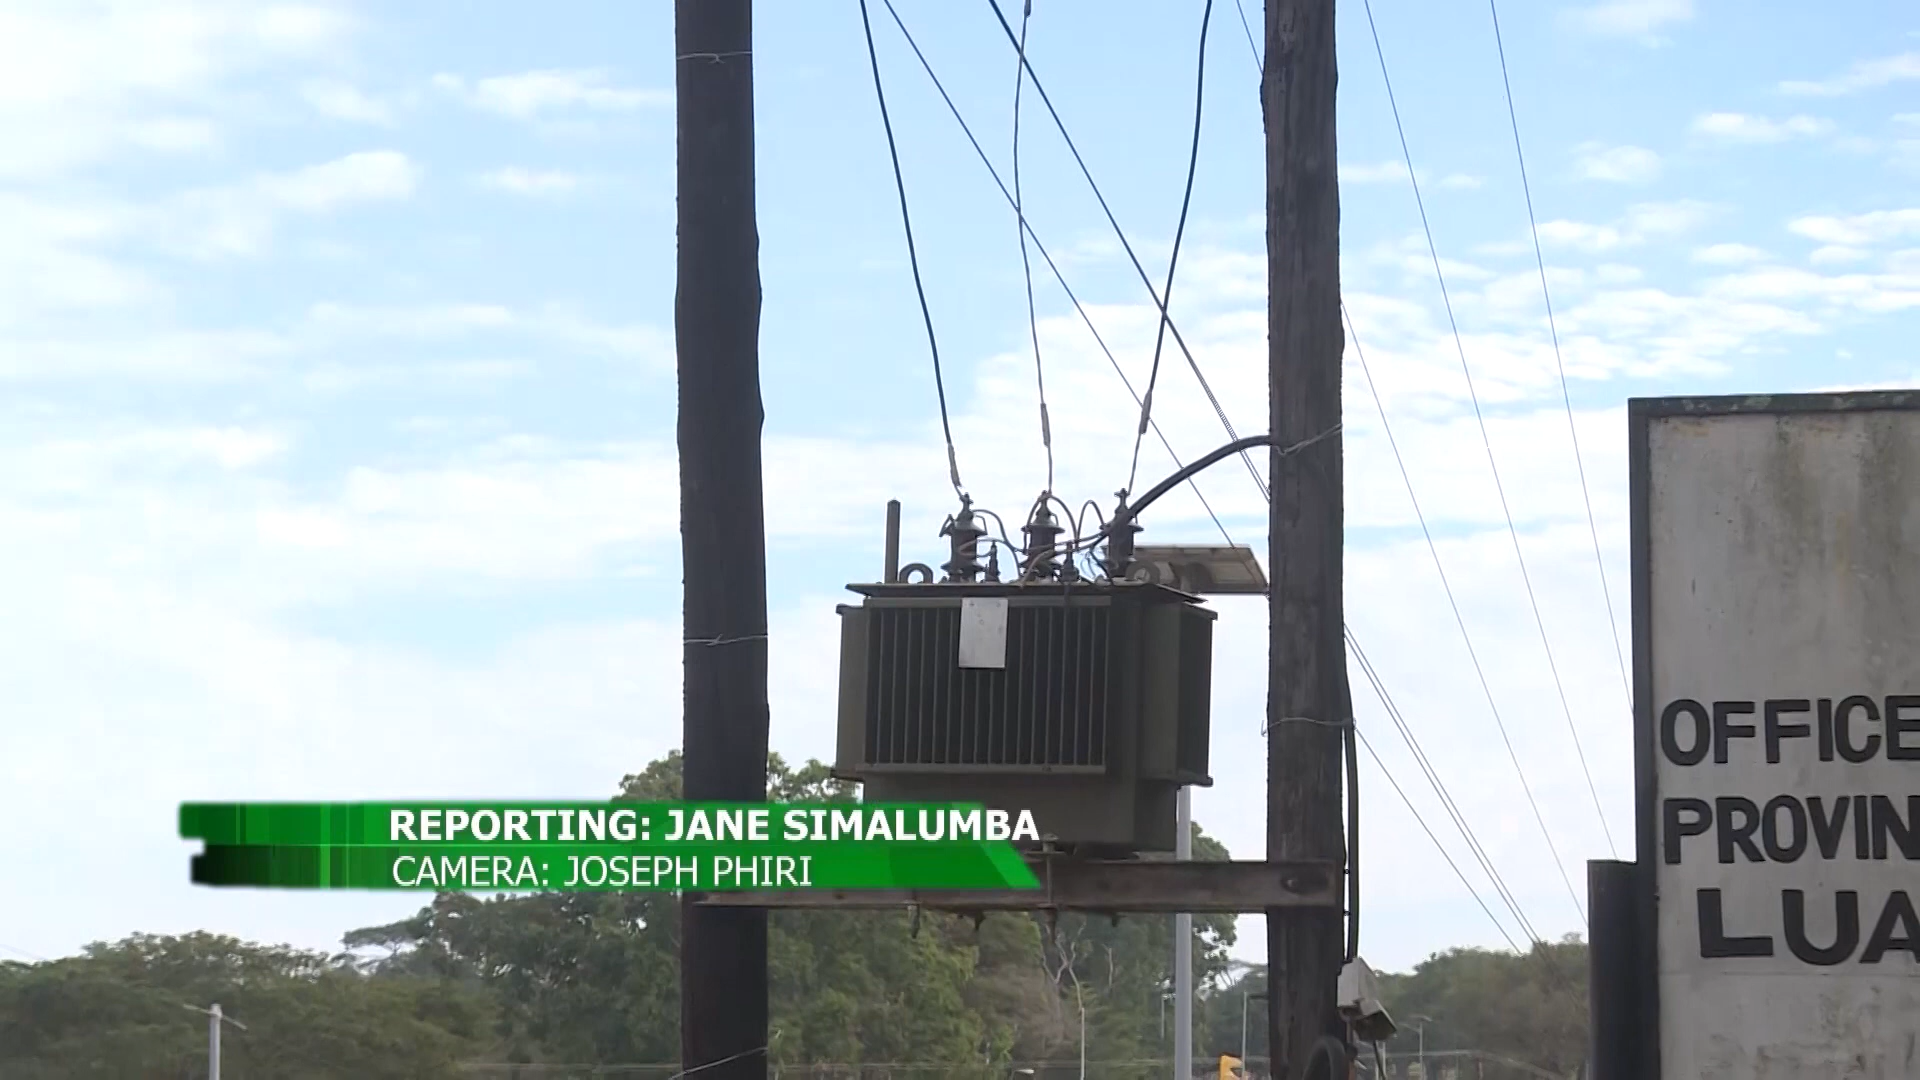 REPORTING: JANE SIMALUMBA
CAMERA: JOSEPH PHIRI
OFFICE
PROVIN
LUA